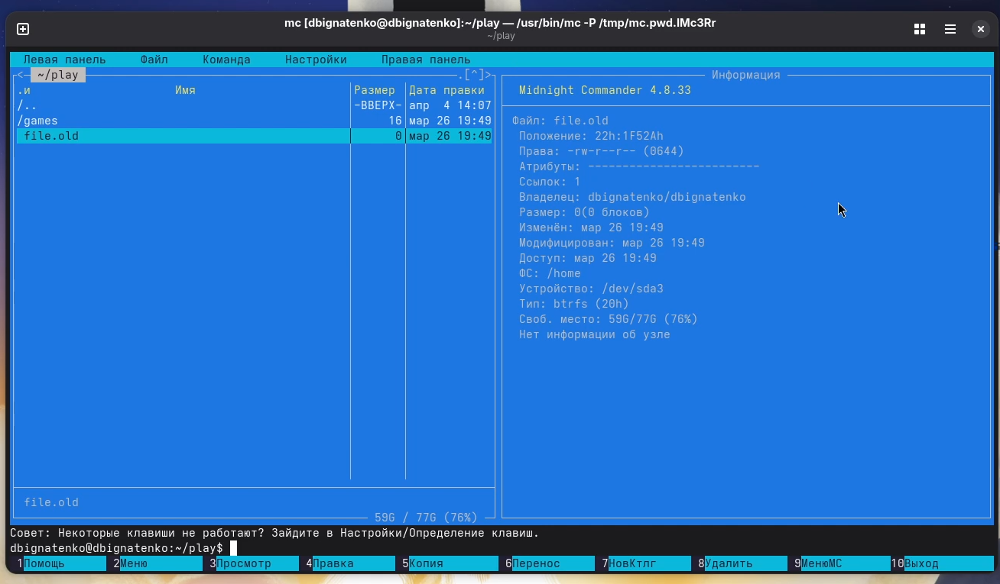 mc [dbignatenko@dbignatenko]:~/play — /usr/bin/mc -P /tmp/mc.pwd.lMc3Rr
~/play
Левая панель Файл Команда Настройки Правая панель
<─ ~/play .[^]>
.и Имя Размер Дата правки
/.. -ВВЕРХ- апр 4 14:07
/games 16 мар 26 19:49
file.old 0 мар 26 19:49
file.old
59G / 77G (76%)
Информация
Midnight Commander 4.8.33
Файл: file.old
Положение: 22h:1F52Ah
Права: -rw-r--r-- (0644)
Атрибуты: -------------------------
Ссылок: 1
Владелец: dbignatenko/dbignatenko
Размер: 0(0 блоков)
Изменён: мар 26 19:49
Модифицирован: мар 26 19:49
Доступ: мар 26 19:49
ФС: /home
Устройство: /dev/sda3
Тип: btrfs (20h)
Своб. место: 59G/77G (76%)
Нет информации об узле
Совет: Некоторые клавиши не работают? Зайдите в Настройки/Определение клавиш.
dbignatenko@dbignatenko:~/play$
1Помощь 2Меню 3Просмотр 4Правка 5Копия 6Перенос 7НовКтлг 8Удалить 9МенюМС 10Выход